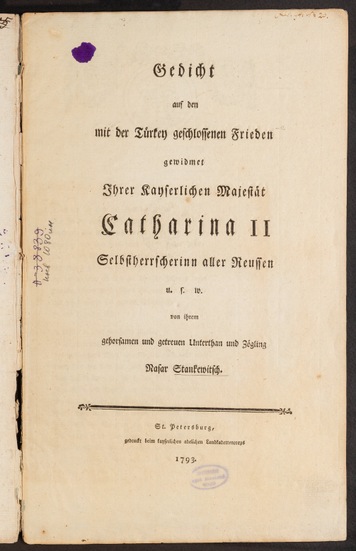 Gedicht
auf den
mit der Türkey geschlossenen Frieden
gewidmet
Ihrer Kayserlichen Majestät
Catharina II
Selbstherrscherinn aller Reussen
u. s. w.
von ihrem
gehorsamen und getreuen Unterthan und Zögling
Nasar Stankewitsch.
St. Petersburg,
gedruckt beim kayserlichen adelichen Landkadettencorps
1793.